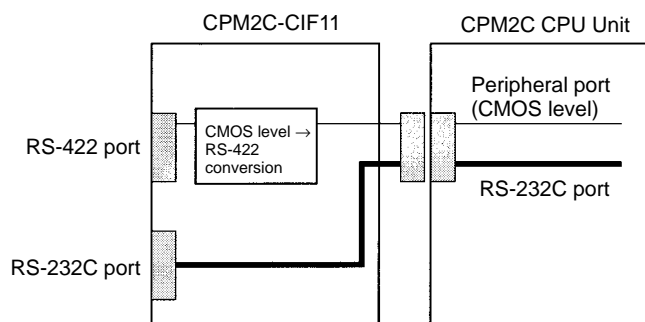 CPM2C-CIF11
CPM2C CPU Unit
Peripheral port
(CMOS level)
CMOS level →
RS-422
conversion
RS-422 port
RS-232C port
RS-232C port